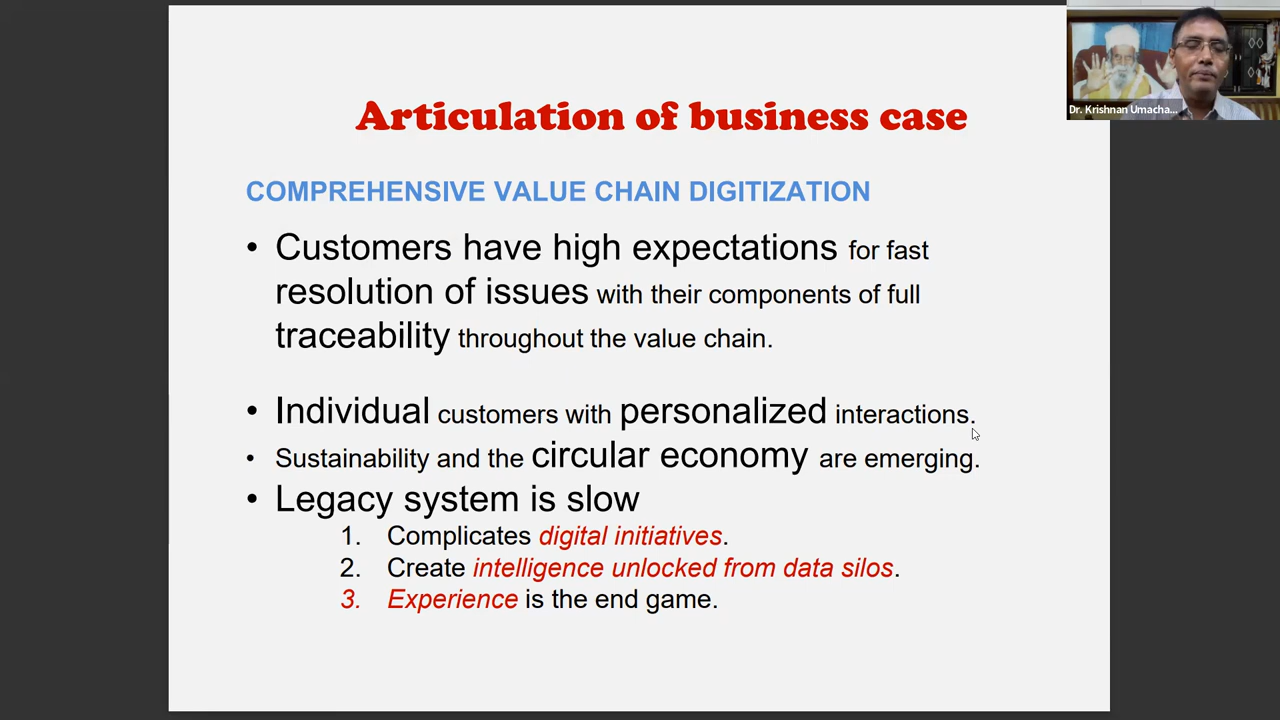 Articulation of business case
COMPREHENSIVE VALUE CHAIN DIGITIZATION
• Customers have high expectations for fast
resolution of issues with their components of full
traceability throughout the value chain.
• Individual customers with personalized interactions.
• Sustainability and the circular economy are emerging.
• Legacy system is slow
1. Complicates digital initiatives.
2. Create intelligence unlocked from data silos.
3. Experience is the end game.
Dr. Krishnan Umacha...